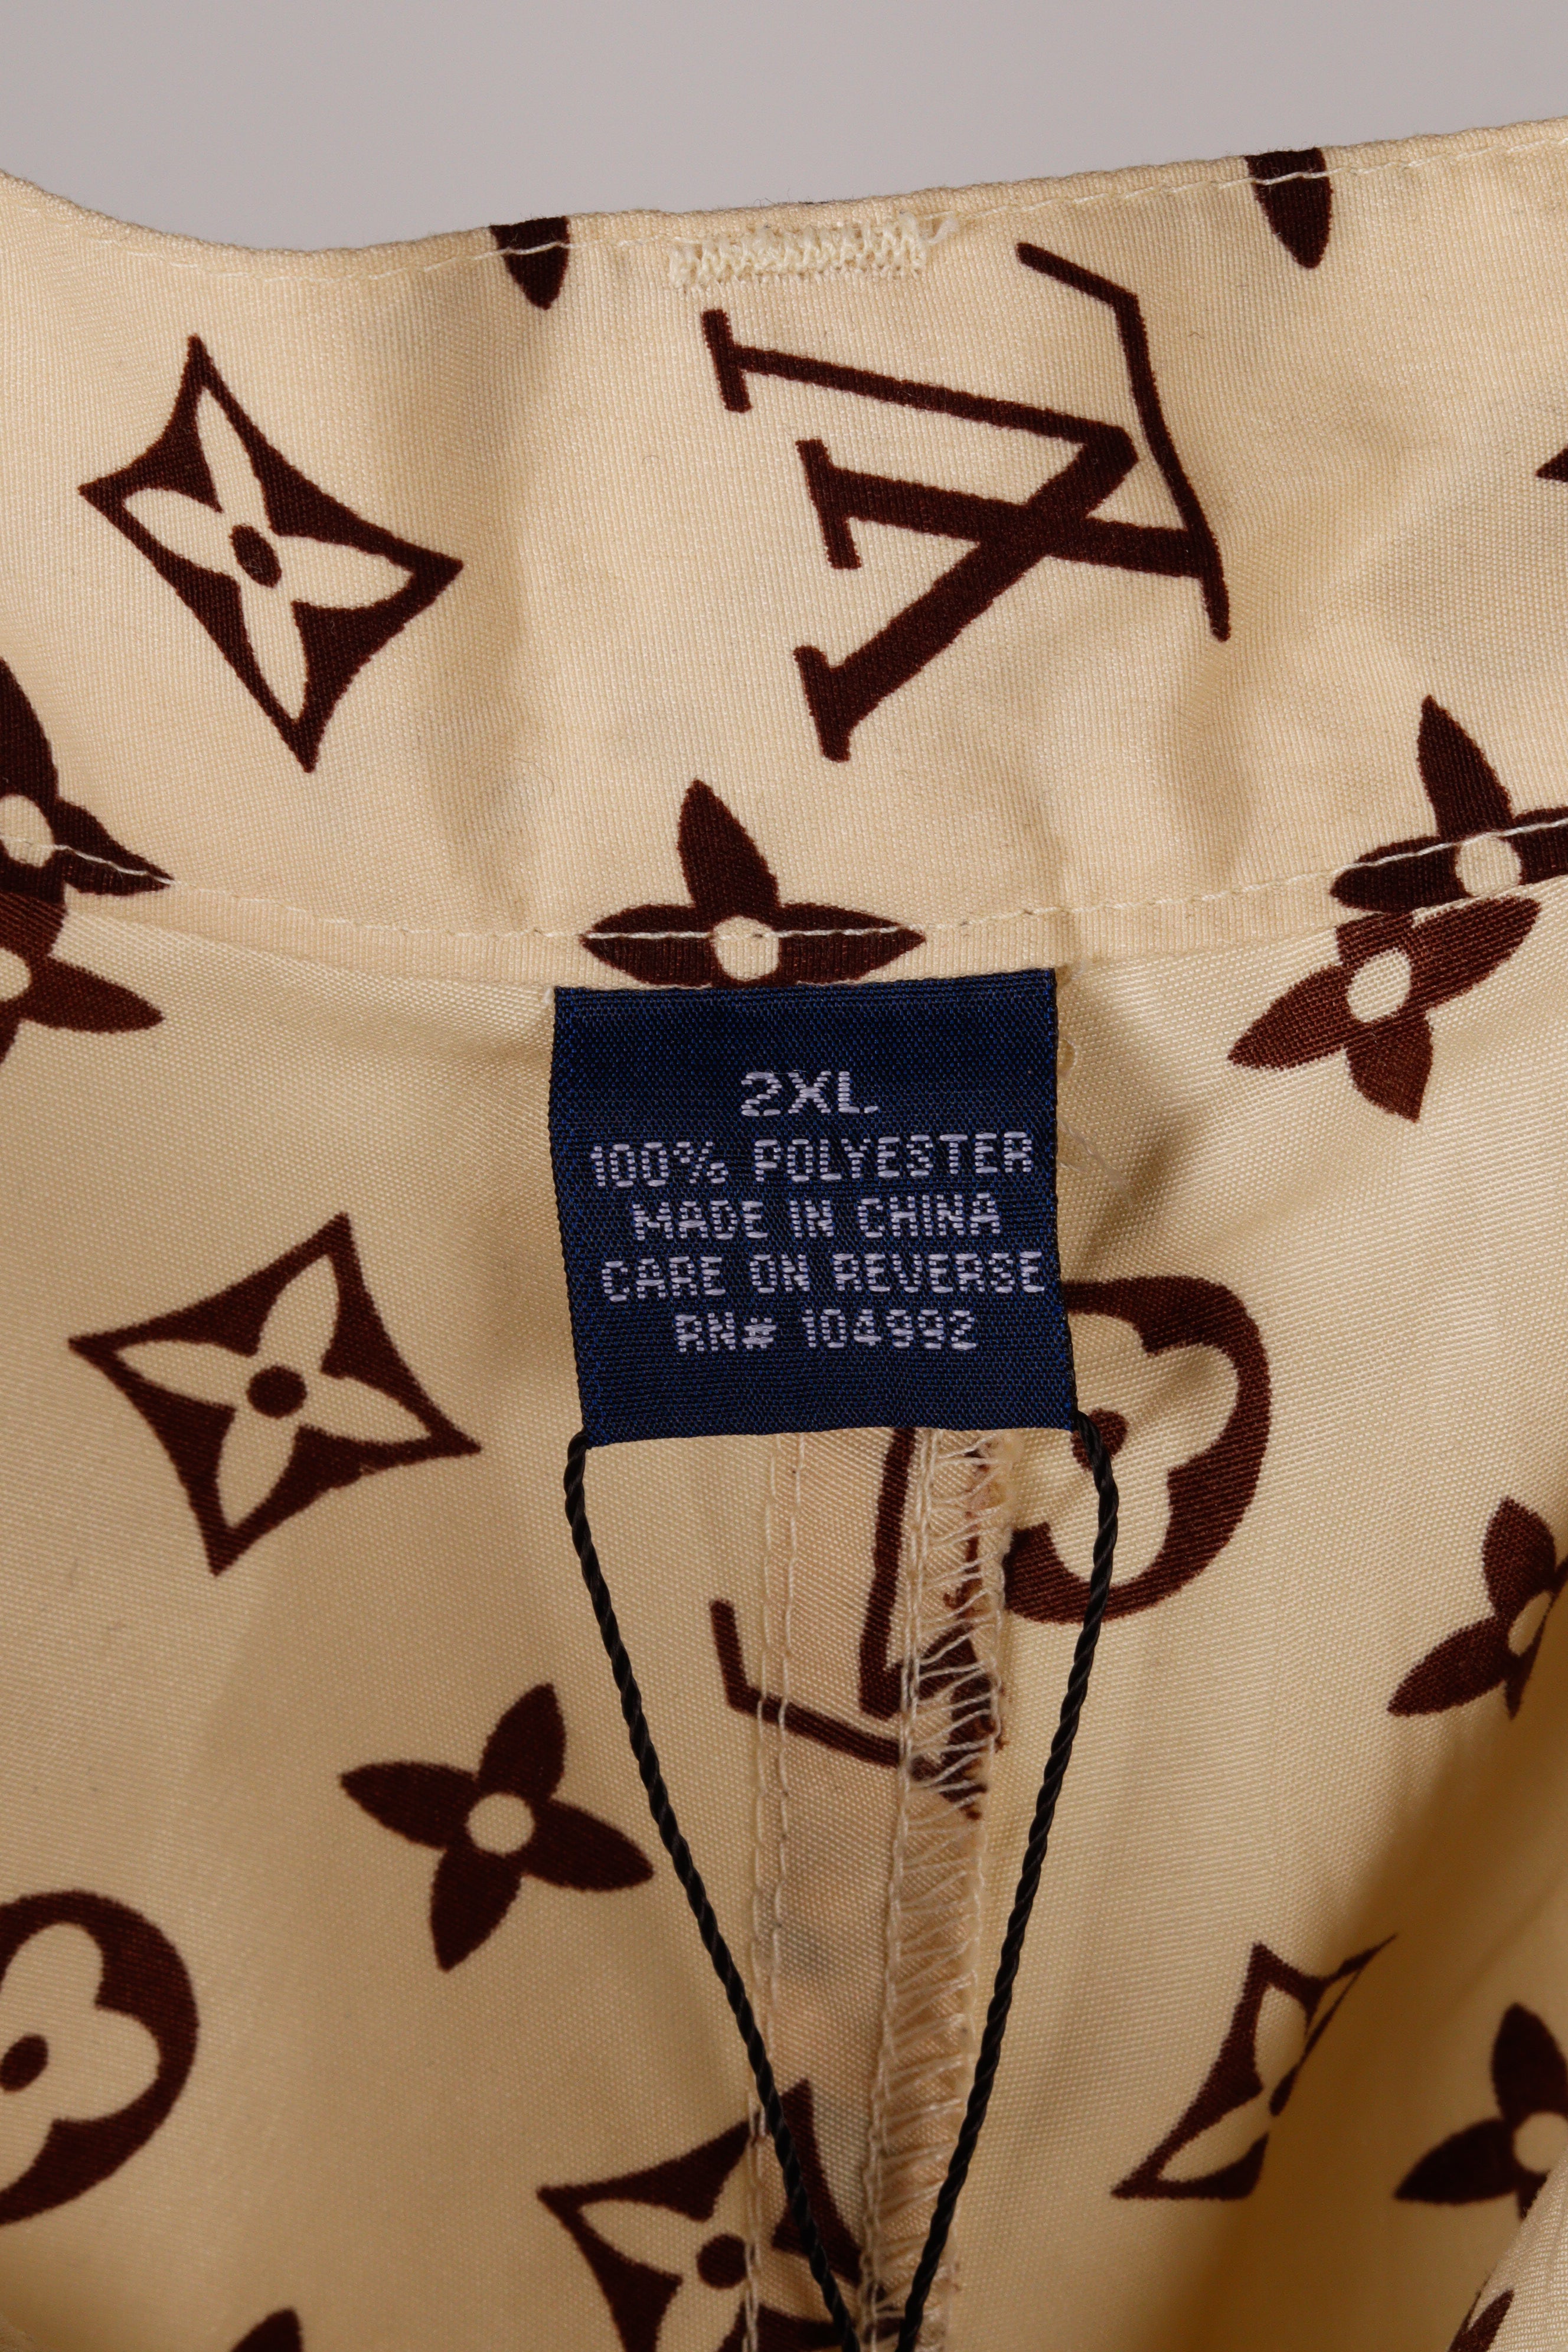 2XL
100% POLYESTER
MADE IN CHINA
CARE ON REVERSE
RN# 104992